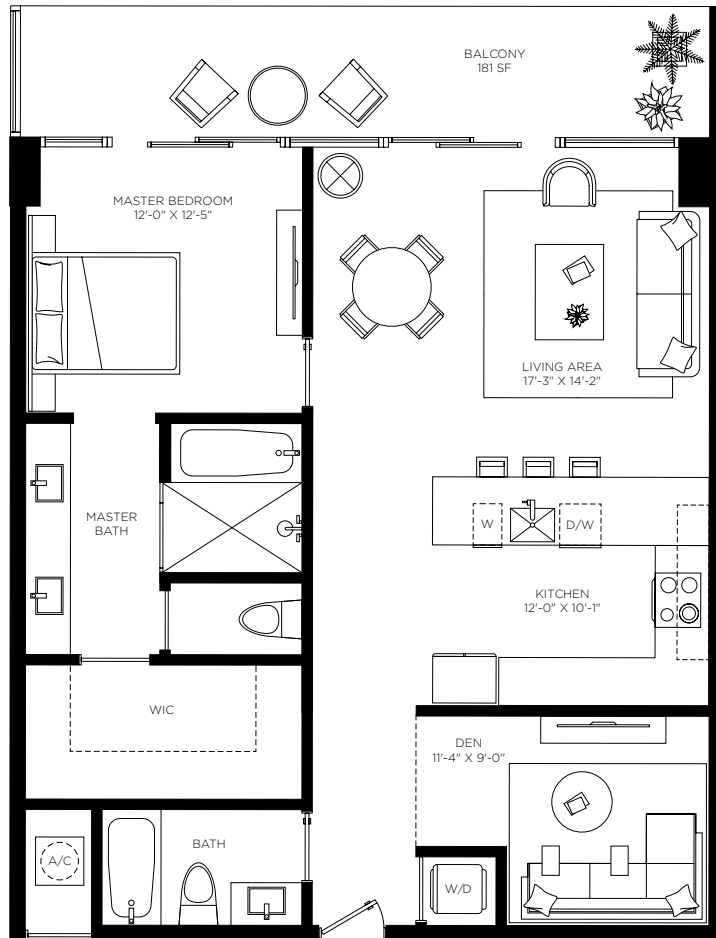 BALCONY
181 SF
MASTER BEDROOM
12'-0" X 12'-5"
LIVING AREA
17'-3" X 14'-2"
MASTER
BATH
W
D/W
KITCHEN
12'-0" X 10'-1"
WIC
DEN
11'-4" X 9'-0"
BATH
A/C
W/D